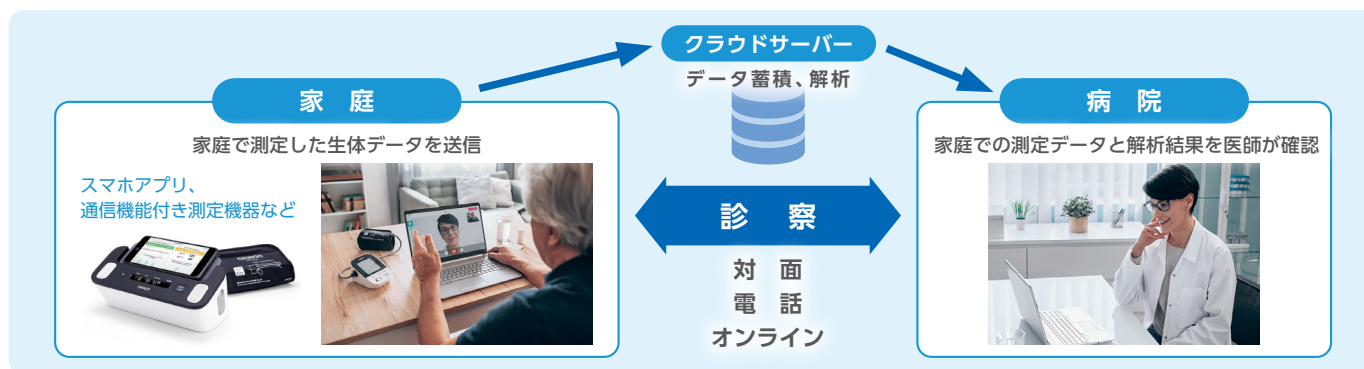 クラウドサーバー
データ蓄積、解析
家　庭
家庭で測定した生体データを送信
スマホアプリ、
通信機能付き測定機器など
OMRON
診　察
対　面
電　話
オンライン
病　院
家庭での測定データと解析結果を医師が確認